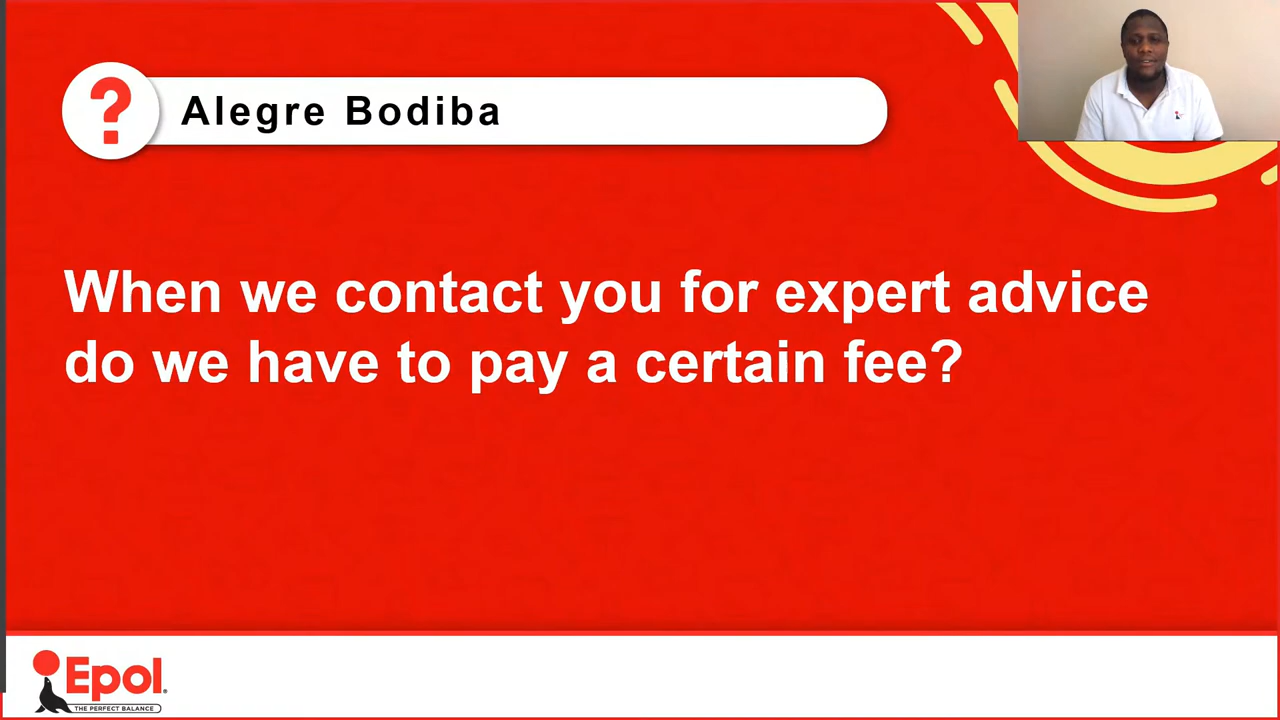 ?
Alegre Bodiba
When we contact you for expert advice
do we have to pay a certain fee?
Epol
THE PERFECT BALANCE